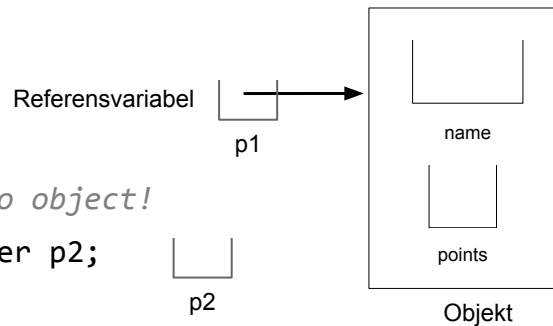 name
Referensvariabel
p1
o object!
points
er p2;
p2
Objekt